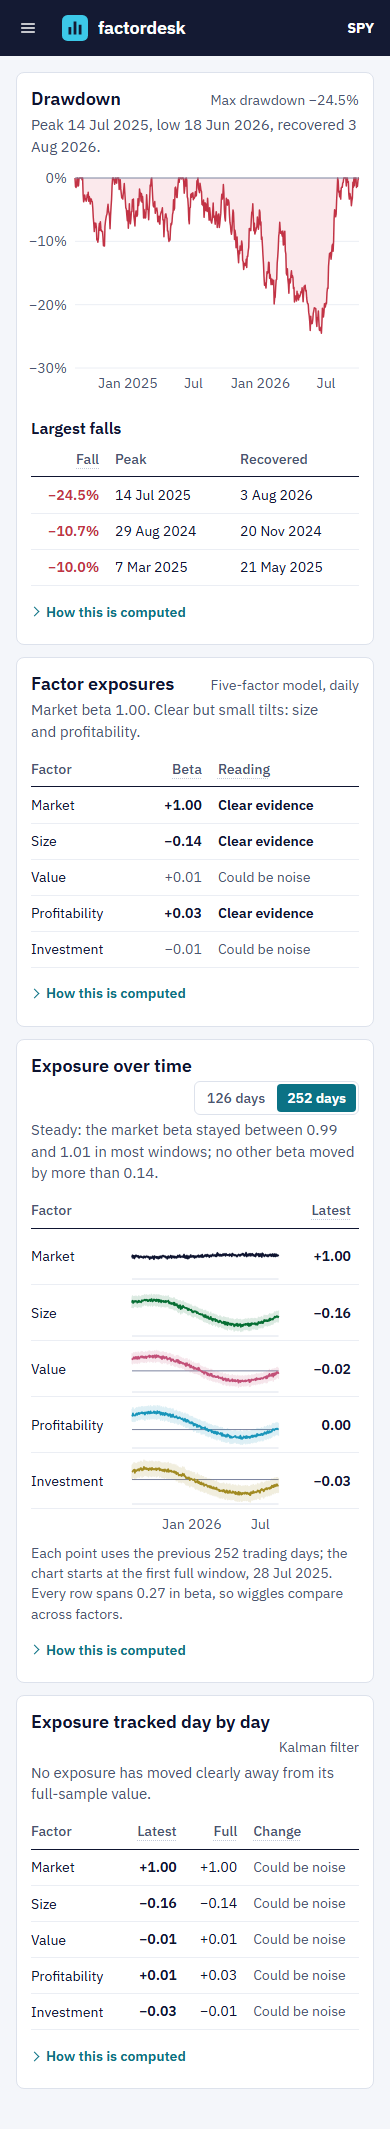 factordesk
SPY
Drawdown
Max drawdown −24.5%
Peak 14 Jul 2025, low 18 Jun 2026, recovered 3
Aug 2026.
0%
−10%
−20%
−30%
Jan 2025 Jul Jan 2026 Jul
Largest falls
Fall Peak Recovered
−24.5% 14 Jul 2025 3 Aug 2026
−10.7% 29 Aug 2024 20 Nov 2024
−10.0% 7 Mar 2025 21 May 2025
How this is computed
Factor exposures
Five-factor model, daily
Market beta 1.00. Clear but small tilts: size
and profitability.
Factor Beta Reading
Market +1.00 Clear evidence
Size −0.14 Clear evidence
Value +0.01 Could be noise
Profitability +0.03 Clear evidence
Investment −0.01 Could be noise
How this is computed
Exposure over time
126 days 252 days
Steady: the market beta stayed between 0.99
and 1.01 in most windows; no other beta moved
by more than 0.14.
Factor Latest
Market +1.00
Size −0.16
Value −0.02
Profitability 0.00
Investment −0.03
Jan 2026 Jul
Each point uses the previous 252 trading days; the
chart starts at the first full window, 28 Jul 2025.
Every row spans 0.27 in beta, so wiggles compare
across factors.
How this is computed
Exposure tracked day by day
Kalman filter
No exposure has moved clearly away from its
full-sample value.
Factor Latest Full Change
Market +1.00 +1.00 Could be noise
Size −0.16 −0.14 Could be noise
Value −0.01 +0.01 Could be noise
Profitability +0.01 +0.03 Could be noise
Investment −0.03 −0.01 Could be noise
How this is computed